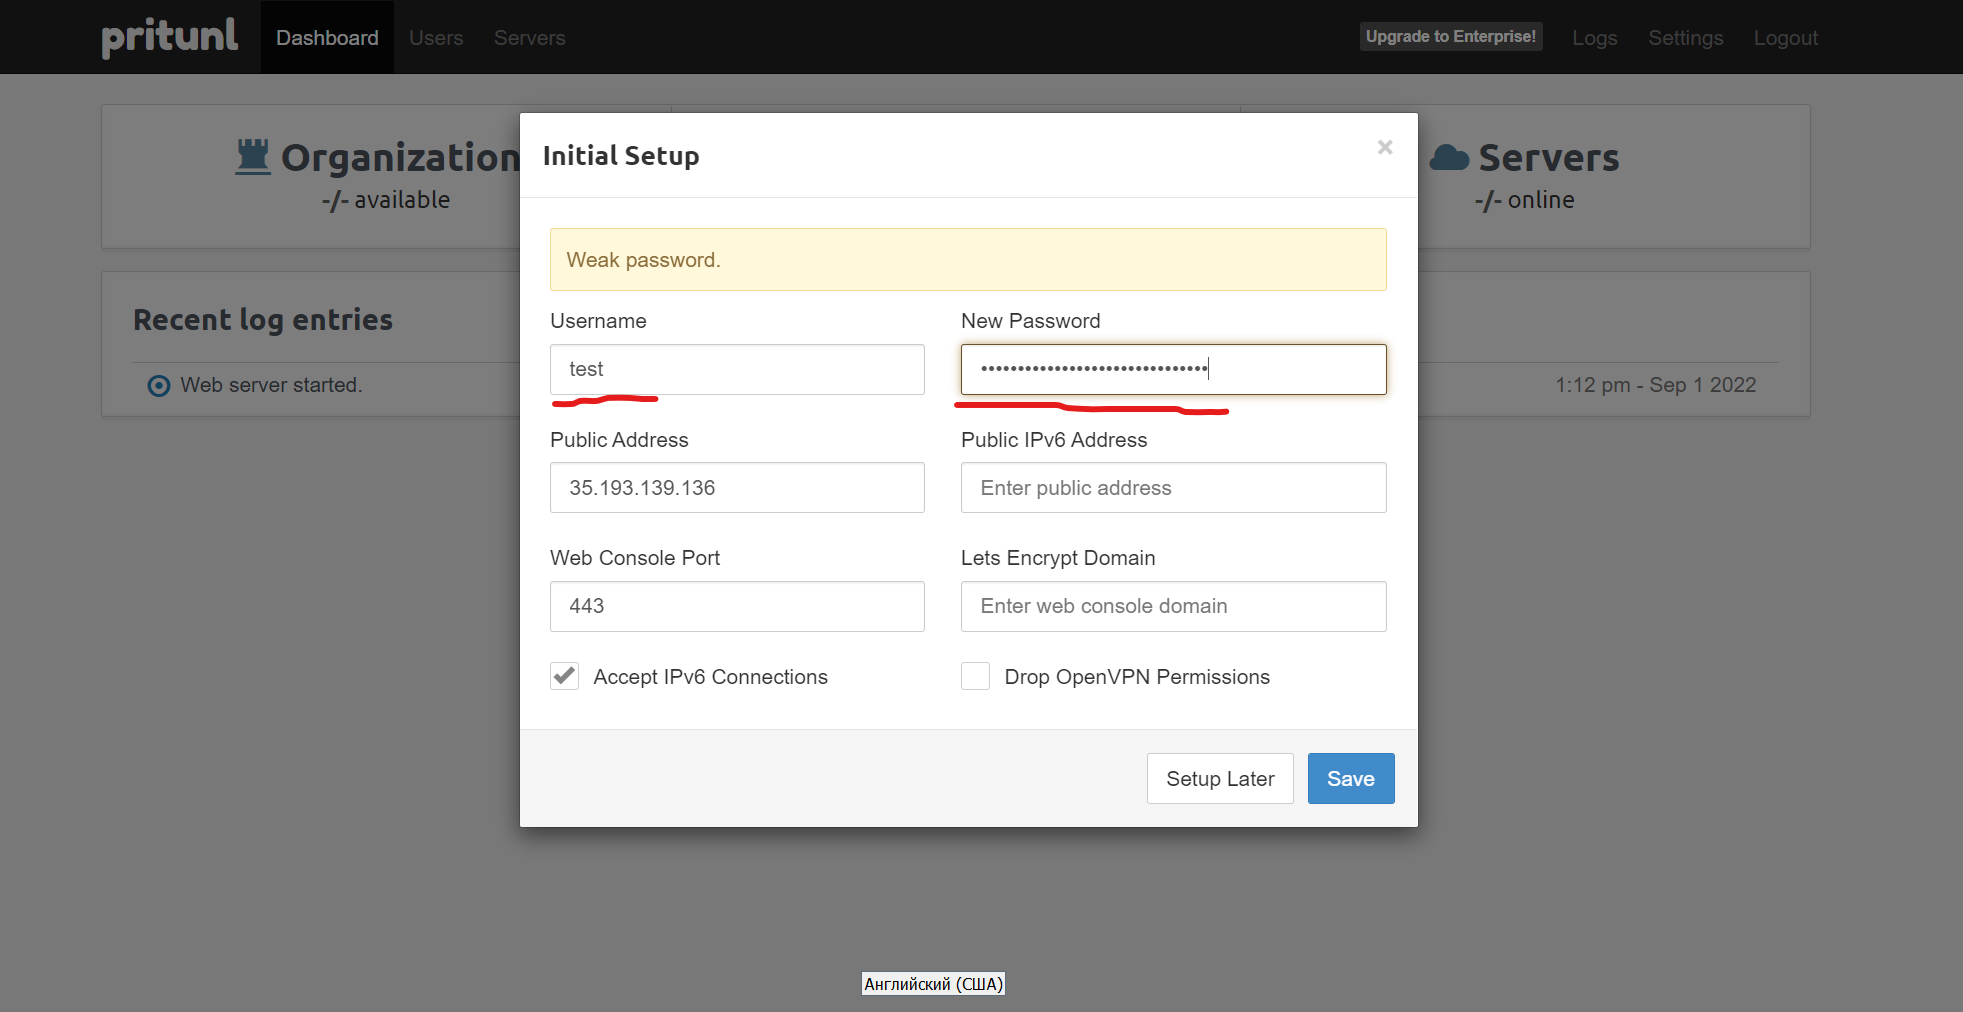 pritunl Dashboard Users Servers Upgrade to Enterprise! Logs Settings Logout
Organization
-/- available
Servers
-/- online
Recent log entries
Web server started.
1:12 pm - Sep 1 2022
Initial Setup
×
Weak password.
Username
test
New Password
••••••••••••••••••••••••••••••••
Public Address
35.193.139.136
Public IPv6 Address
Enter public address
Web Console Port
443
Lets Encrypt Domain
Enter web console domain
Accept IPv6 Connections
Drop OpenVPN Permissions
Setup Later
Save
Английский (США)